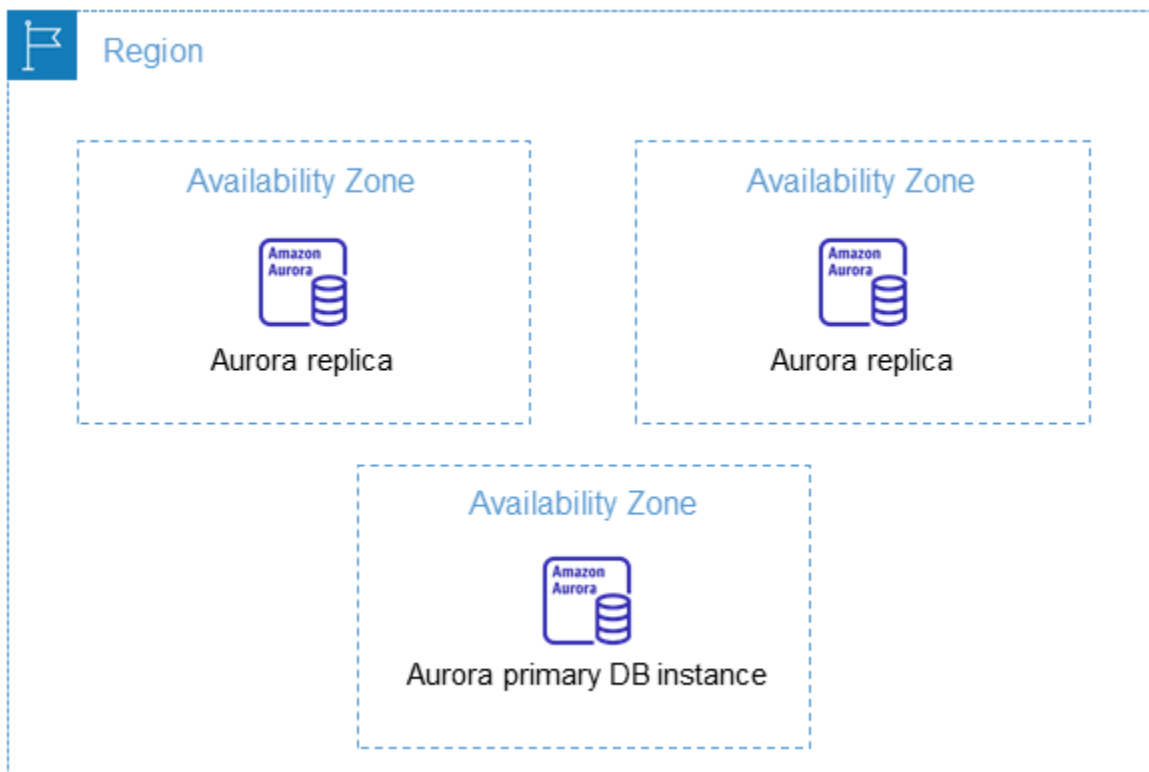 Region
Availability Zone
Amazon
Aurora
Aurora replica
Availability Zone
Amazon
Aurora
Aurora replica
Availability Zone
Amazon
Aurora
Aurora primary DB instance